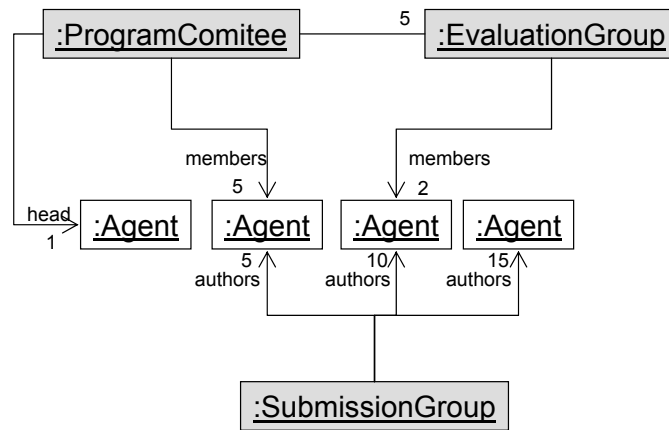 :ProgramComitee
5
:EvaluationGroup
members
members
5
2
head
1
:Agent
:Agent
:Agent
:Agent
5
10
15
authors
authors
authors
:SubmissionGroup